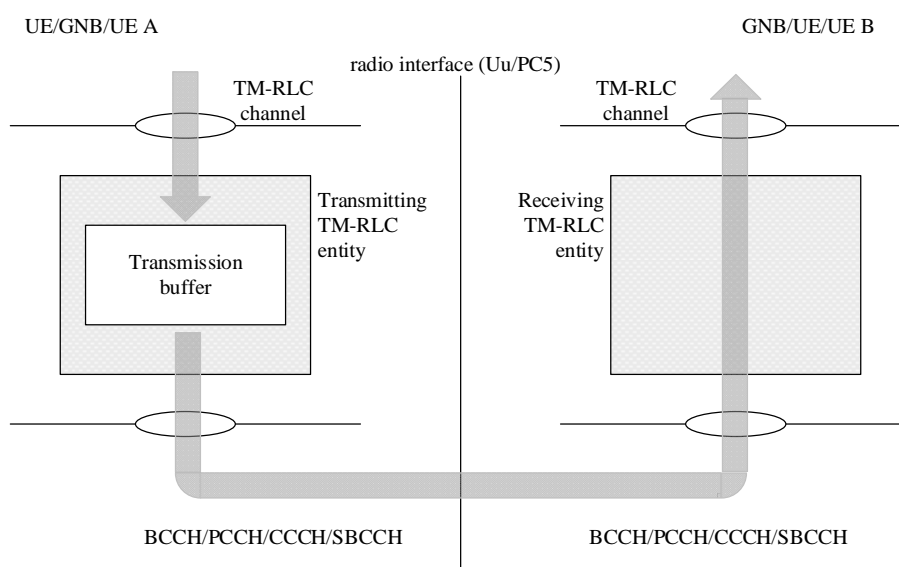 UE/GNB/UE A
GNB/UE/UE B
radio interface (Uu/PC5)
TM-RLC
channel
TM-RLC
channel
Transmitting
TM-RLC
entity
Receiving
TM-RLC
entity
Transmission
buffer
BCCH/PCCH/CCCH/SBCCH
BCCH/PCCH/CCCH/SBCCH